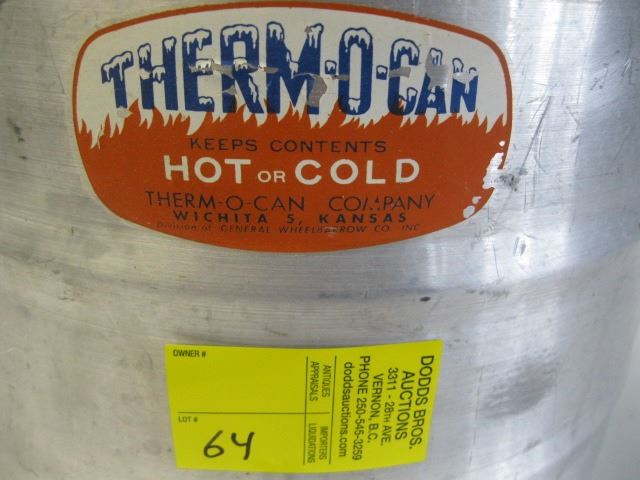 THERM-O-CAN
KEEPS CONTENTS
HOT OR COLD
THERM-O-CAN COMPANY
WICHITA 5, KANSAS
Division of GENERAL WHEELBARROW CO. INC
OWNER #
LOT #
64
ANTIQUES
APPRAISALS
IMPORTERS
LIQUIDATIONS
DODDS BROS.
AUCTIONS
3311 - 28TH AVE.
VERNON, B.C.
PHONE 250-545-3259
doddsauctions.com